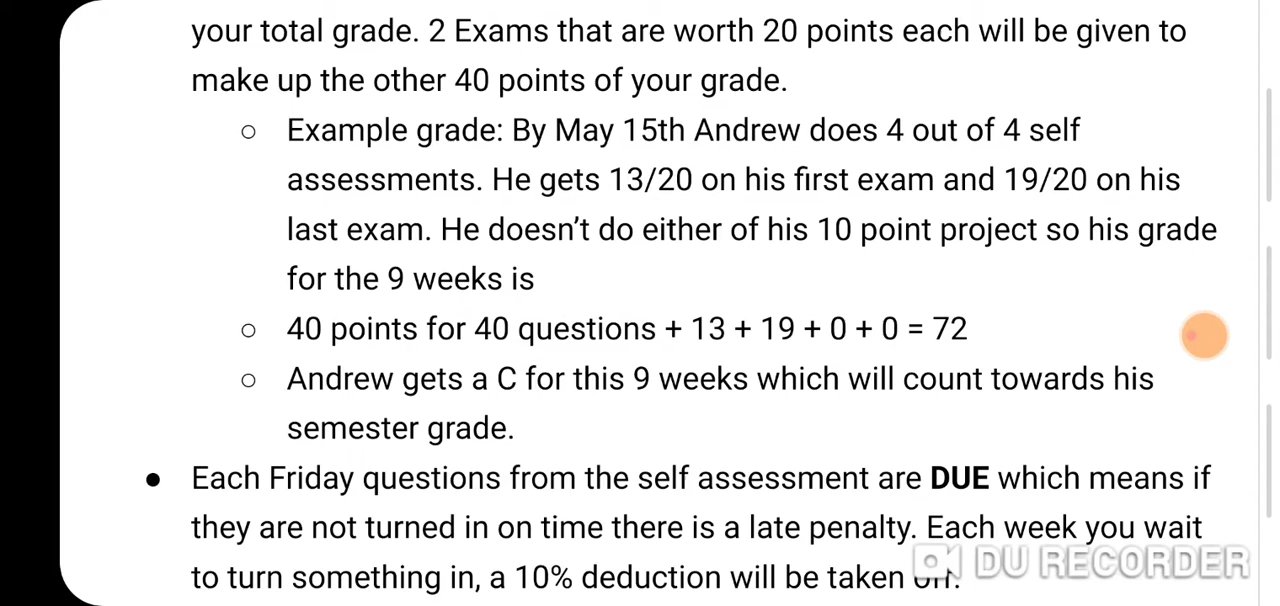 your total grade. 2 Exams that are worth 20 points each will be given to
make up the other 40 points of your grade.
○ Example grade: By May 15th Andrew does 4 out of 4 self
assessments. He gets 13/20 on his first exam and 19/20 on his
last exam. He doesn't do either of his 10 point project so his grade
for the 9 weeks is
○ 40 points for 40 questions + 13 + 19 + 0 + 0 = 72
○ Andrew gets a C for this 9 weeks which will count towards his
semester grade.
● Each Friday questions from the self assessment are DUE which means if
they are not turned in on time there is a late penalty. Each week you wait
to turn something in, a 10% deduction will be taken off.
DU RECORDER